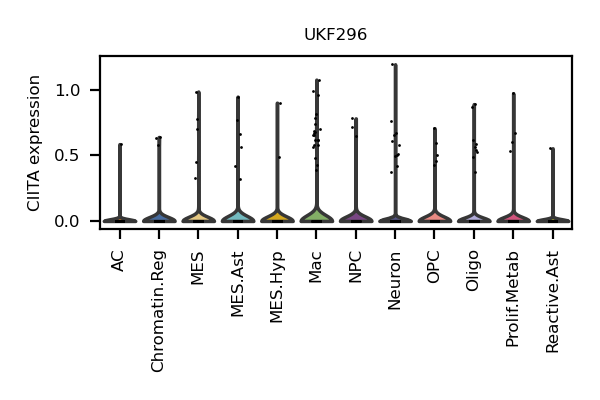 UKF296
CIITA expression
1.0
0.5
0.0
AC
Chromatin.Reg
MES
MES.Ast
MES.Hyp
Mac
NPC
Neuron
OPC
Oligo
Prolif.Metab
Reactive.Ast